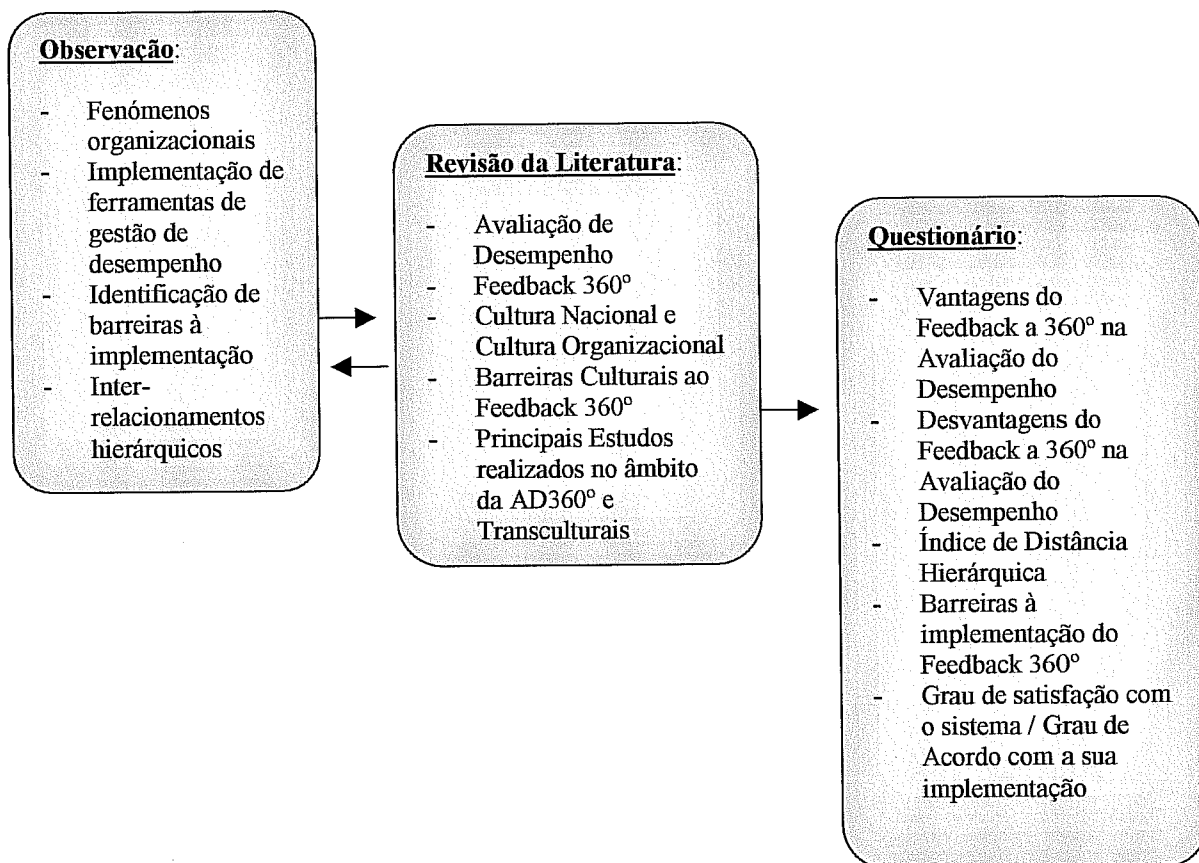 Observação:
- Fenómenos
organizacionais
- Implementação de
ferramentas de
gestão de
desempenho
- Identificação de
barreiras à
implementação
- Inter-
relacionamentos
hierárquicos
Revisão da Literatura:
- Avaliação de
Desempenho
Feedback 360º
- Cultura Nacional e
Cultura Organizacional
- Barreiras Culturais ao
Feedback 360º
- Principais Estudos
realizados no âmbito
da AD360º e
Transculturais
Questionário:
- Vantagens do
Feedback a 360º na
Avaliação do
Desempenho
- Desvantagens do
Feedback a 360º na
Avaliação do
Desempenho
- Índice de Distância
Hierárquica
- Barreiras à
implementação do
Feedback 360º
- Grau de satisfação com
o sistema / Grau de
Acordo com a sua
implementação